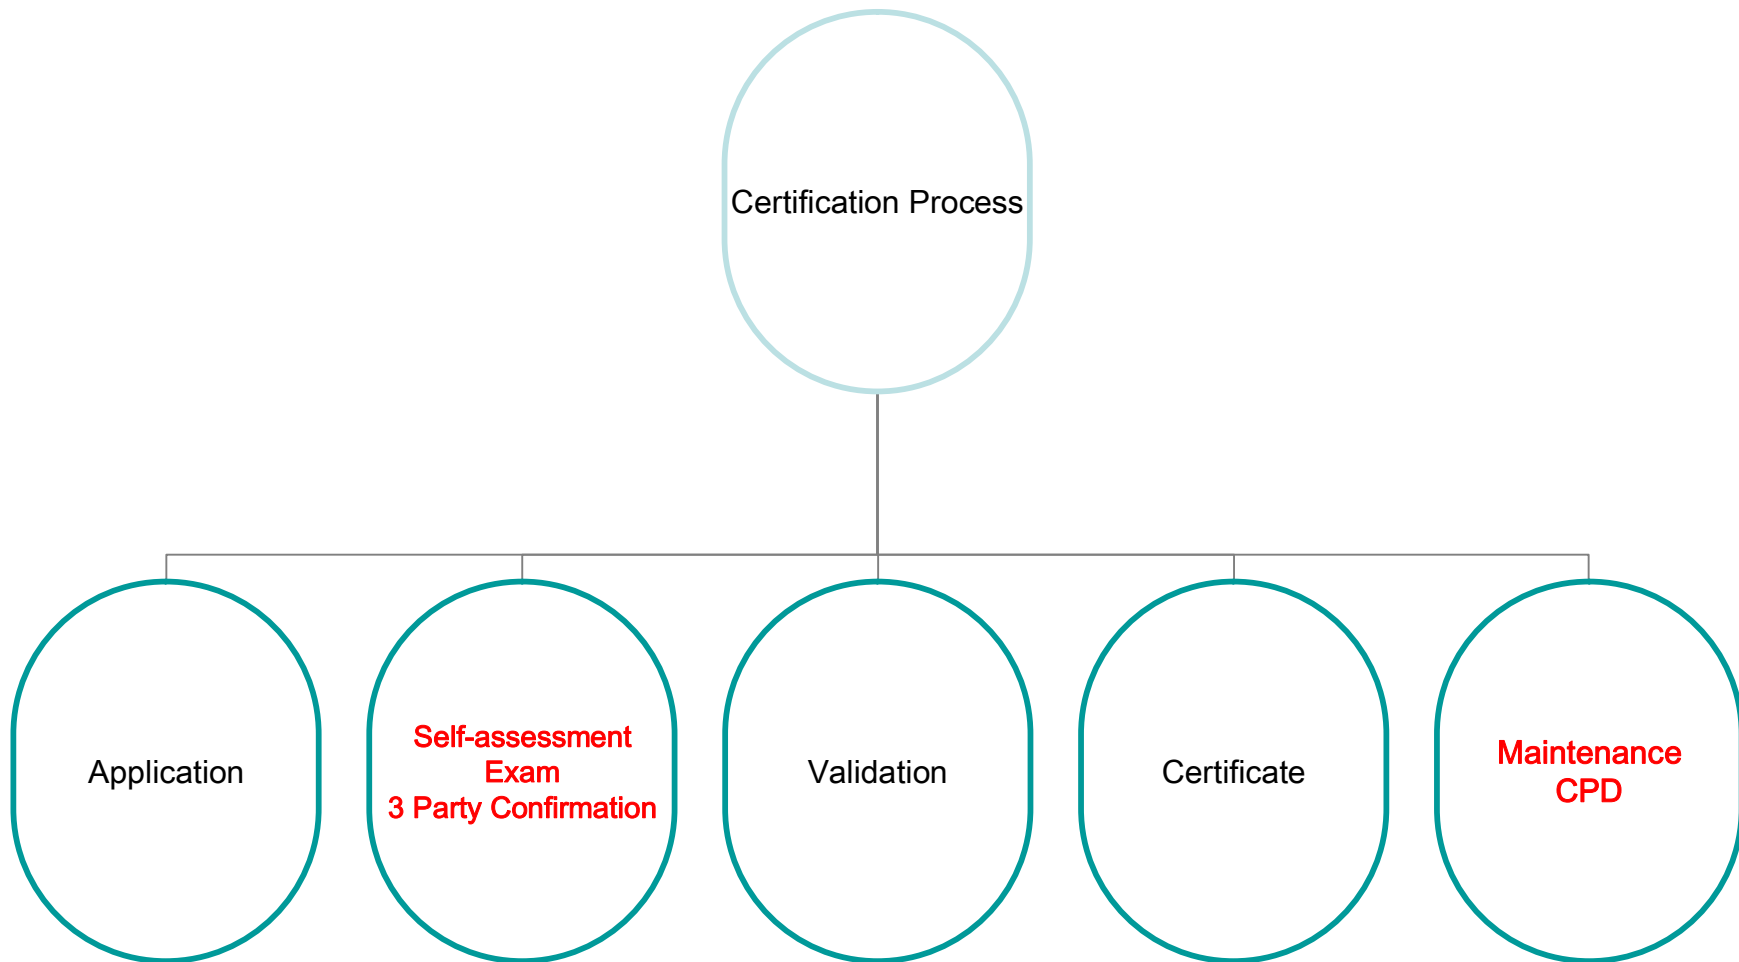 Certification Process
Application
Self-assessment
Exam
3 Party Confirmation
Validation
Certificate
Maintenance
CPD